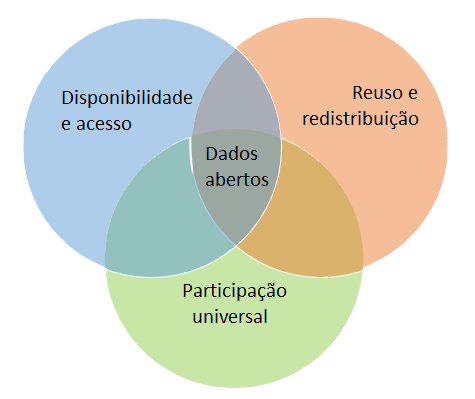 Disponibilidade
e acesso
Reuso e
redistribuição
Dados
abertos
Participação
universal